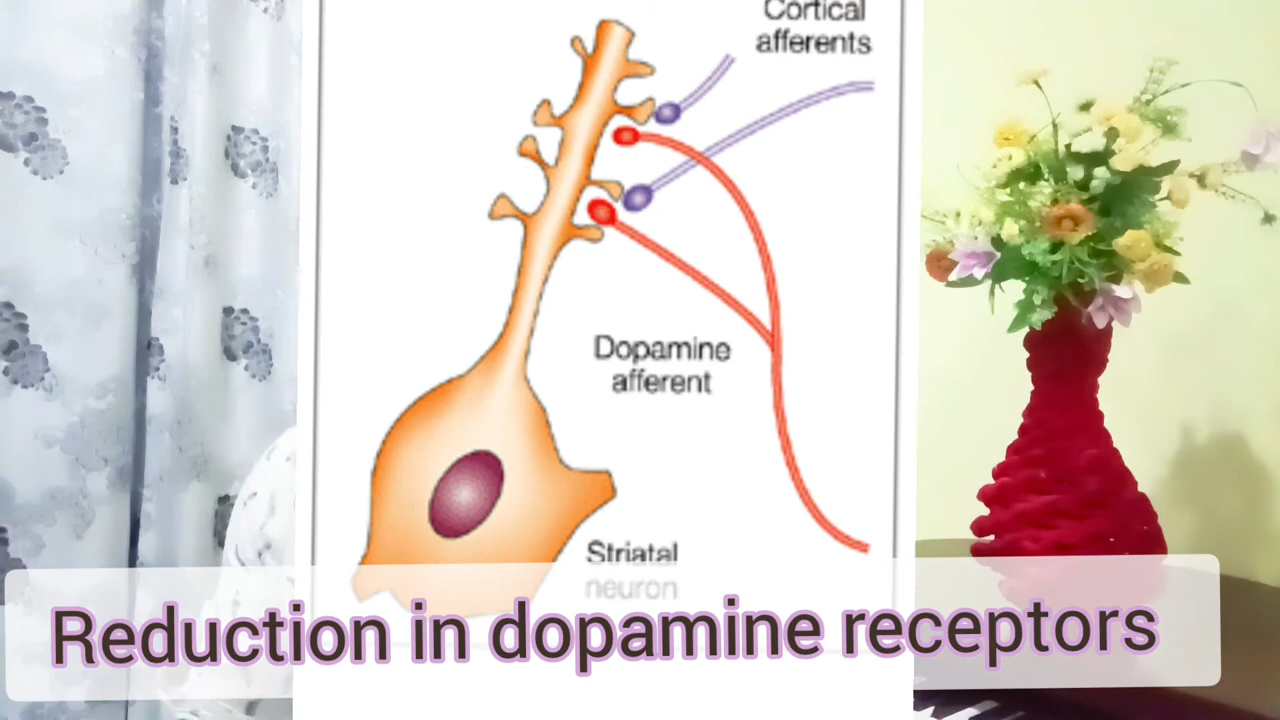 Cortical
afferents
Dopamine
afferent
Striatal
neuron
Reduction in dopamine receptors